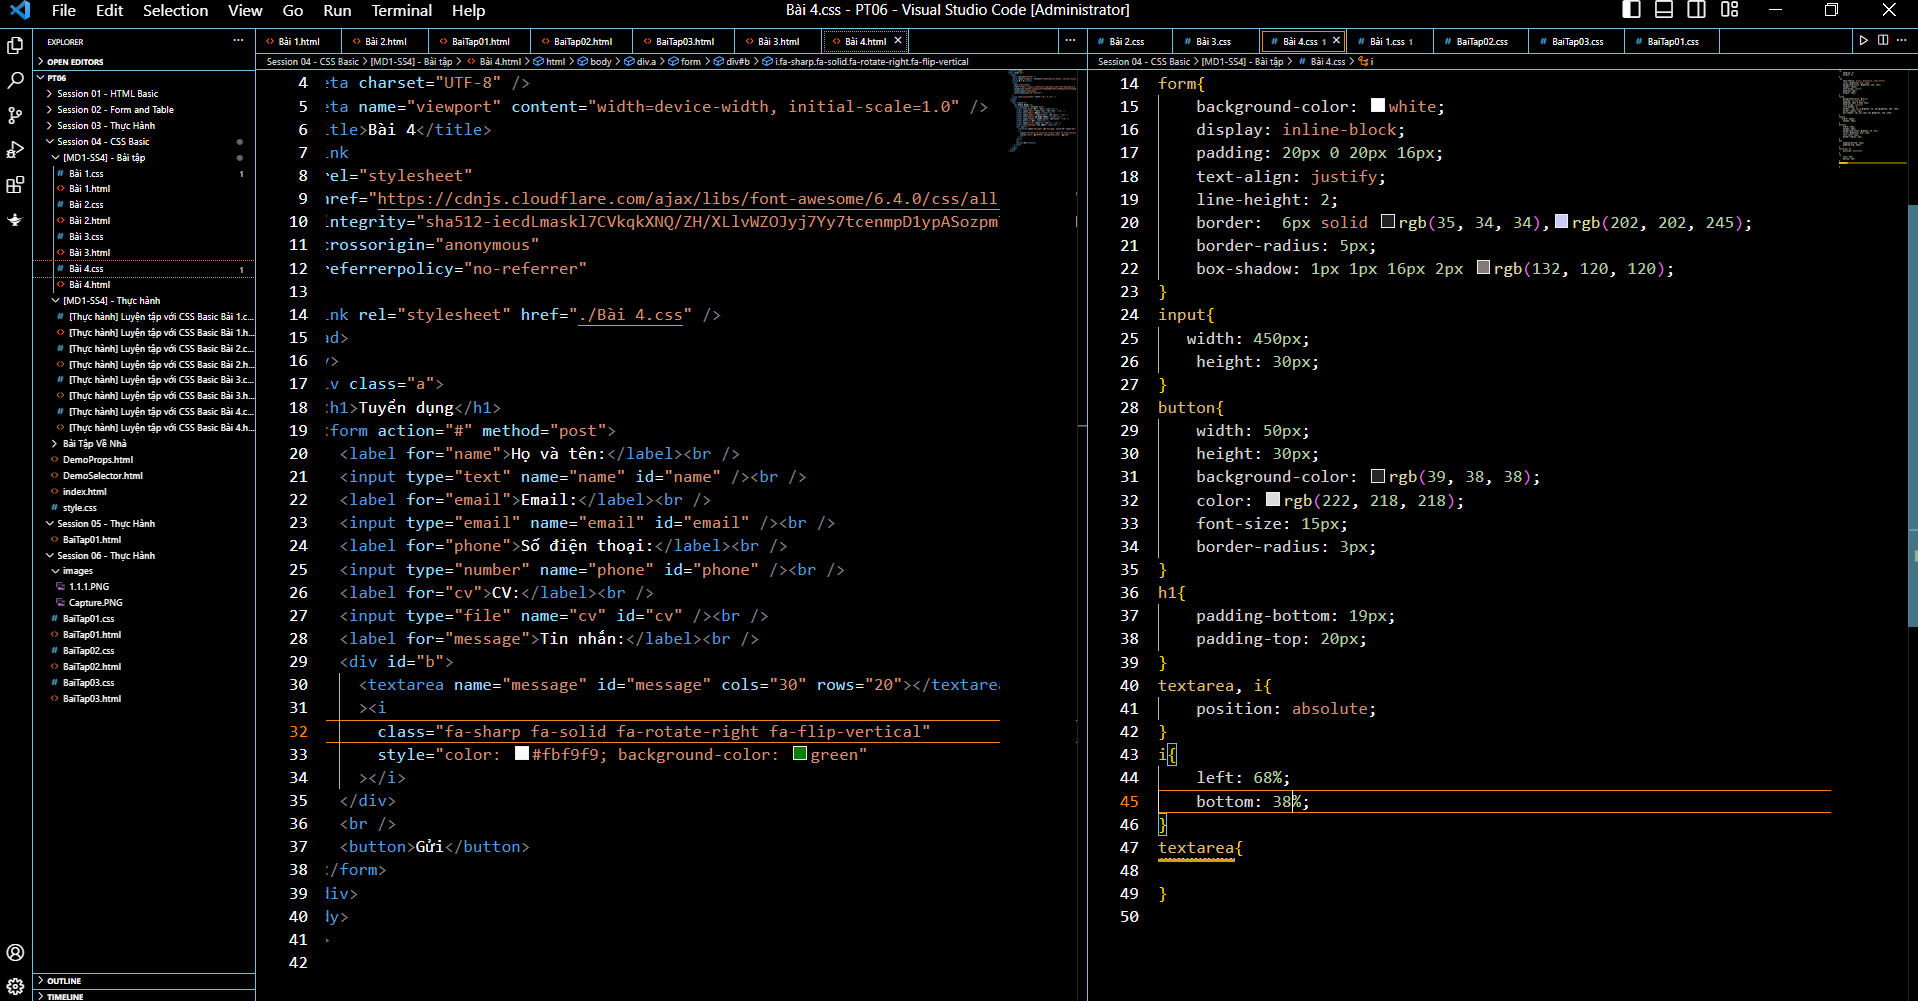 File Edit Selection View Go Run Terminal Help
Bài 4.css - PT06 - Visual Studio Code [Administrator]
EXPLORER
OPEN EDITORS
PT06
Session 01 - HTML Basic
Session 02 - Form and Table
Session 03 - Thực Hành
Session 04 - CSS Basic
[MD1-SS4] - Bài tập
# Bài 1.css 1
<> Bài 1.html
# Bài 2.css
<> Bài 2.html
# Bài 3.css
<> Bài 3.html
# Bài 4.css 1
<> Bài 4.html
[MD1-SS4] - Thực hành
# [Thực hành] Luyện tập với CSS Basic Bài 1.c...
<> [Thực hành] Luyện tập với CSS Basic Bài 1.h...
# [Thực hành] Luyện tập với CSS Basic Bài 2.c...
<> [Thực hành] Luyện tập với CSS Basic Bài 2.h...
# [Thực hành] Luyện tập với CSS Basic Bài 3.c...
<> [Thực hành] Luyện tập với CSS Basic Bài 3.h...
# [Thực hành] Luyện tập với CSS Basic Bài 4.c...
<> [Thực hành] Luyện tập với CSS Basic Bài 4.h...
Bài Tập Về Nhà
<> DemoProps.html
<> DemoSelector.html
<> index.html
# style.css
Session 05 - Thực Hành
<> BaiTap01.html
Session 06 - Thực Hành
images
1.1.1.PNG
Capture.PNG
# BaiTap01.css
<> BaiTap01.html
# BaiTap02.css
<> BaiTap02.html
# BaiTap03.css
<> BaiTap03.html
OUTLINE
TIMELINE
<> Bài 1.html <> Bài 2.html <> BaiTap01.html <> BaiTap02.html <> BaiTap03.html <> Bài 3.html <> Bài 4.html
Session 04 - CSS Basic > [MD1-SS4] - Bài tập > <> Bài 4.html > html > body > div.a > form > div#b > i.fa-sharp.fa-solid.fa-rotate-right.fa-flip-vertical
4 eta charset="UTF-8" />
5 eta name="viewport" content="width=device-width, initial-scale=1.0" />
6 itle>Bài 4</title>
7 ink
8 rel="stylesheet"
9 href="https://cdnjs.cloudflare.com/ajax/libs/font-awesome/6.4.0/css/all
10 integrity="sha512-iecdLmaskl7CVkqkXNQ/ZH/XLlvWZOJyj7Yy7tcenmpD1ypASozpm
11 crossorigin="anonymous"
12 referrerpolicy="no-referrer"
13
14 ink rel="stylesheet" href="./Bài 4.css" />
15 ad>
16 y>
17 iv class="a">
18 <h1>Tuyển dụng</h1>
19 <form action="#" method="post">
20 <label for="name">Họ và tên:</label><br />
21 <input type="text" name="name" id="name" /><br />
22 <label for="email">Email:</label><br />
23 <input type="email" name="email" id="email" /><br />
24 <label for="phone">Số điện thoại:</label><br />
25 <input type="number" name="phone" id="phone" /><br />
26 <label for="cv">CV:</label><br />
27 <input type="file" name="cv" id="cv" /><br />
28 <label for="message">Tin nhắn:</label><br />
29 <div id="b">
30 <textarea name="message" id="message" cols="30" rows="20"></textarea
31 ><i
32 class="fa-sharp fa-solid fa-rotate-right fa-flip-vertical"
33 style="color: #fbf9f9; background-color: green"
34 ></i>
35 </div>
36 <br />
37 <button>Gửi</button>
38 </form>
39 div>
40 dy>
41 >
42
# Bài 2.css # Bài 3.css # Bài 4.css 1 # Bài 1.css 1 # BaiTap02.css # BaiTap03.css # BaiTap01.css
Session 04 - CSS Basic > [MD1-SS4] - Bài tập > # Bài 4.css > i
14 form{
15 background-color: white;
16 display: inline-block;
17 padding: 20px 0 20px 16px;
18 text-align: justify;
19 line-height: 2;
20 border: 6px solid rgb(35, 34, 34), rgb(202, 202, 245);
21 border-radius: 5px;
22 box-shadow: 1px 1px 16px 2px rgb(132, 120, 120);
23 }
24 input{
25 width: 450px;
26 height: 30px;
27 }
28 button{
29 width: 50px;
30 height: 30px;
31 background-color: rgb(39, 38, 38);
32 color: rgb(222, 218, 218);
33 font-size: 15px;
34 border-radius: 3px;
35 }
36 h1{
37 padding-bottom: 19px;
38 padding-top: 20px;
39 }
40 textarea, i{
41 position: absolute;
42 }
43 i{
44 left: 68%;
45 bottom: 38%;
46 }
47 textarea{
48
49 }
50